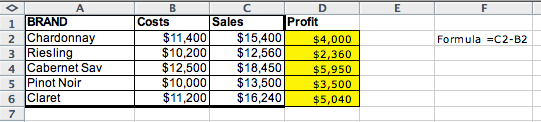 A B C D E F
1 BRAND Costs Sales Profit
2 Chardonnay $11,400 $15,400 $4,000 Formula =C2-B2
3 Riesling $10,200 $12,560 $2,360
4 Cabernet Sav $12,500 $18,450 $5,950
5 Pinot Noir $10,000 $13,500 $3,500
6 Claret $11,200 $16,240 $5,040
7